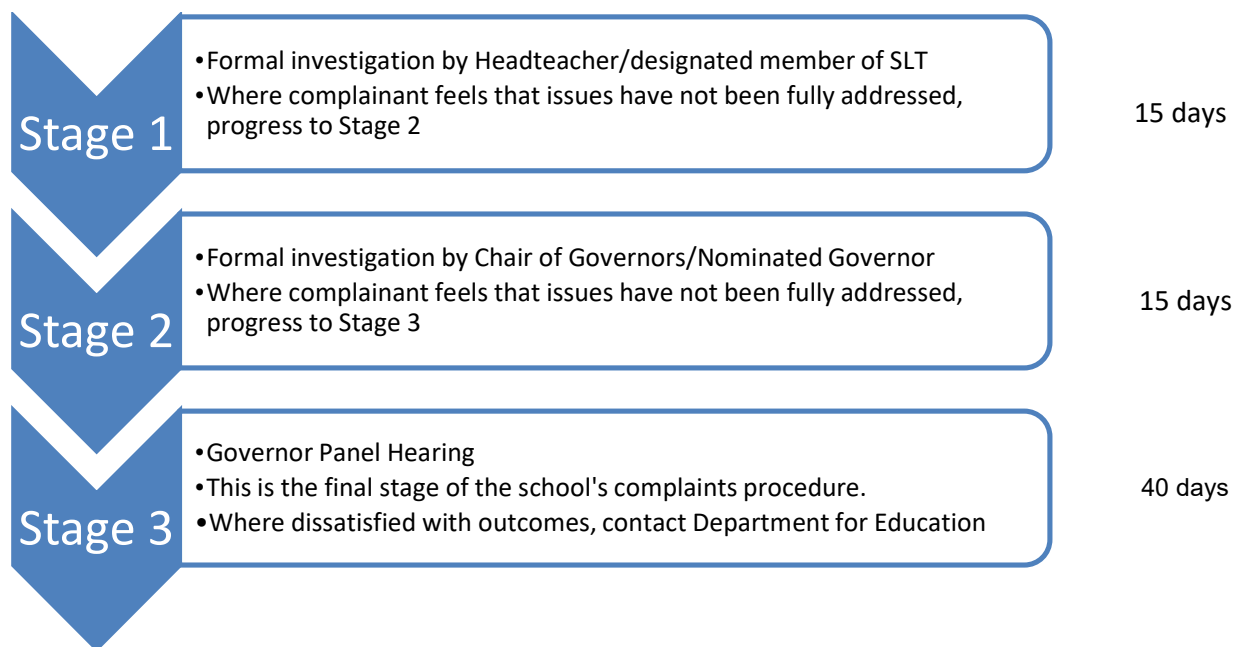 Stage 1
•Formal investigation by Headteacher/designated member of SLT
•Where complainant feels that issues have not been fully addressed,
progress to Stage 2
15 days
Stage 2
•Formal investigation by Chair of Governors/Nominated Governor
•Where complainant feels that issues have not been fully addressed,
progress to Stage 3
15 days
Stage 3
•Governor Panel Hearing
•This is the final stage of the school's complaints procedure.
•Where dissatisfied with outcomes, contact Department for Education
40 days